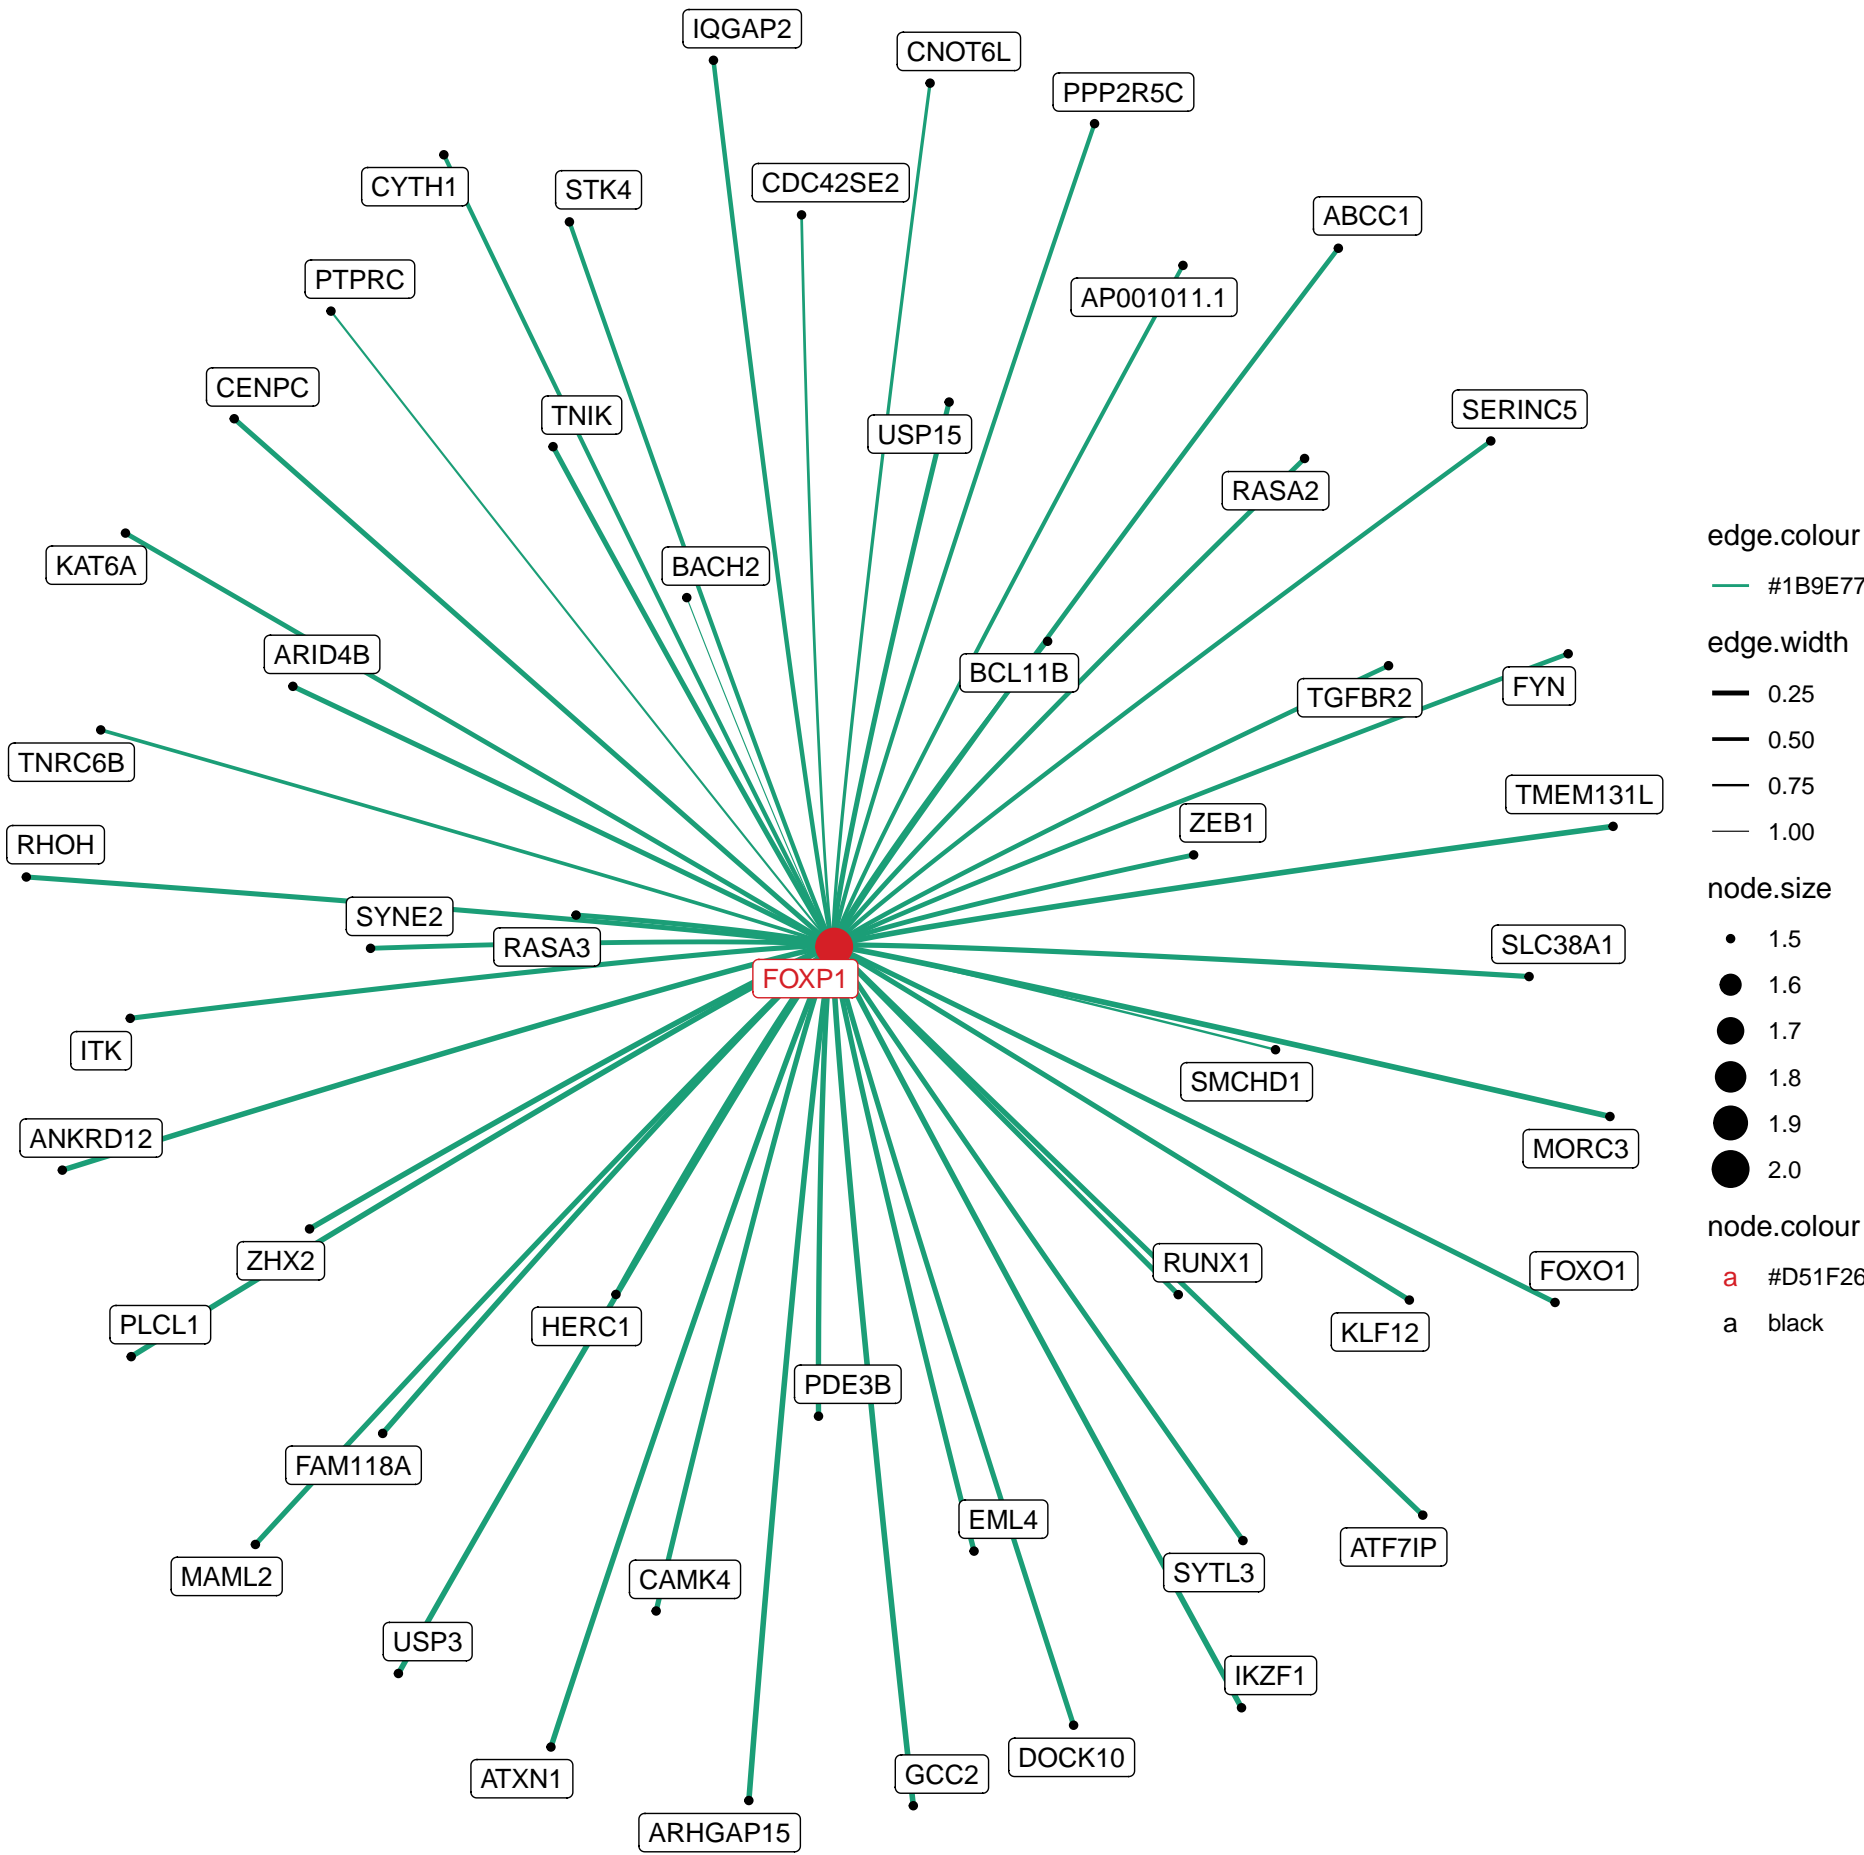 IQGAP2
CNOT6L
PPP2R5C
CYTH1
STK4
CDC42SE2
ABCC1
PTPRC
AP001011.1
CENPC
TNIK
USP15
SERINC5
RASA2
KAT6A
BACH2
ARID4B
BCL11B
TGFBR2
FYN
TNRC6B
TMEM131L
ZEB1
RHOH
SYNE2
RASA3
SLC38A1
FOXP1
ITK
SMCHD1
ANKRD12
MORC3
ZHX2
RUNX1
FOXO1
PLCL1
HERC1
KLF12
PDE3B
FAM118A
EML4
ATF7IP
MAML2
CAMK4
SYTL3
USP3
IKZF1
DOCK10
ATXN1
GCC2
ARHGAP15
edge.colour
#1B9E77
edge.width
0.25
0.50
0.75
1.00
node.size
1.5
1.6
1.7
1.8
1.9
2.0
node.colour
a #D51F26
a black